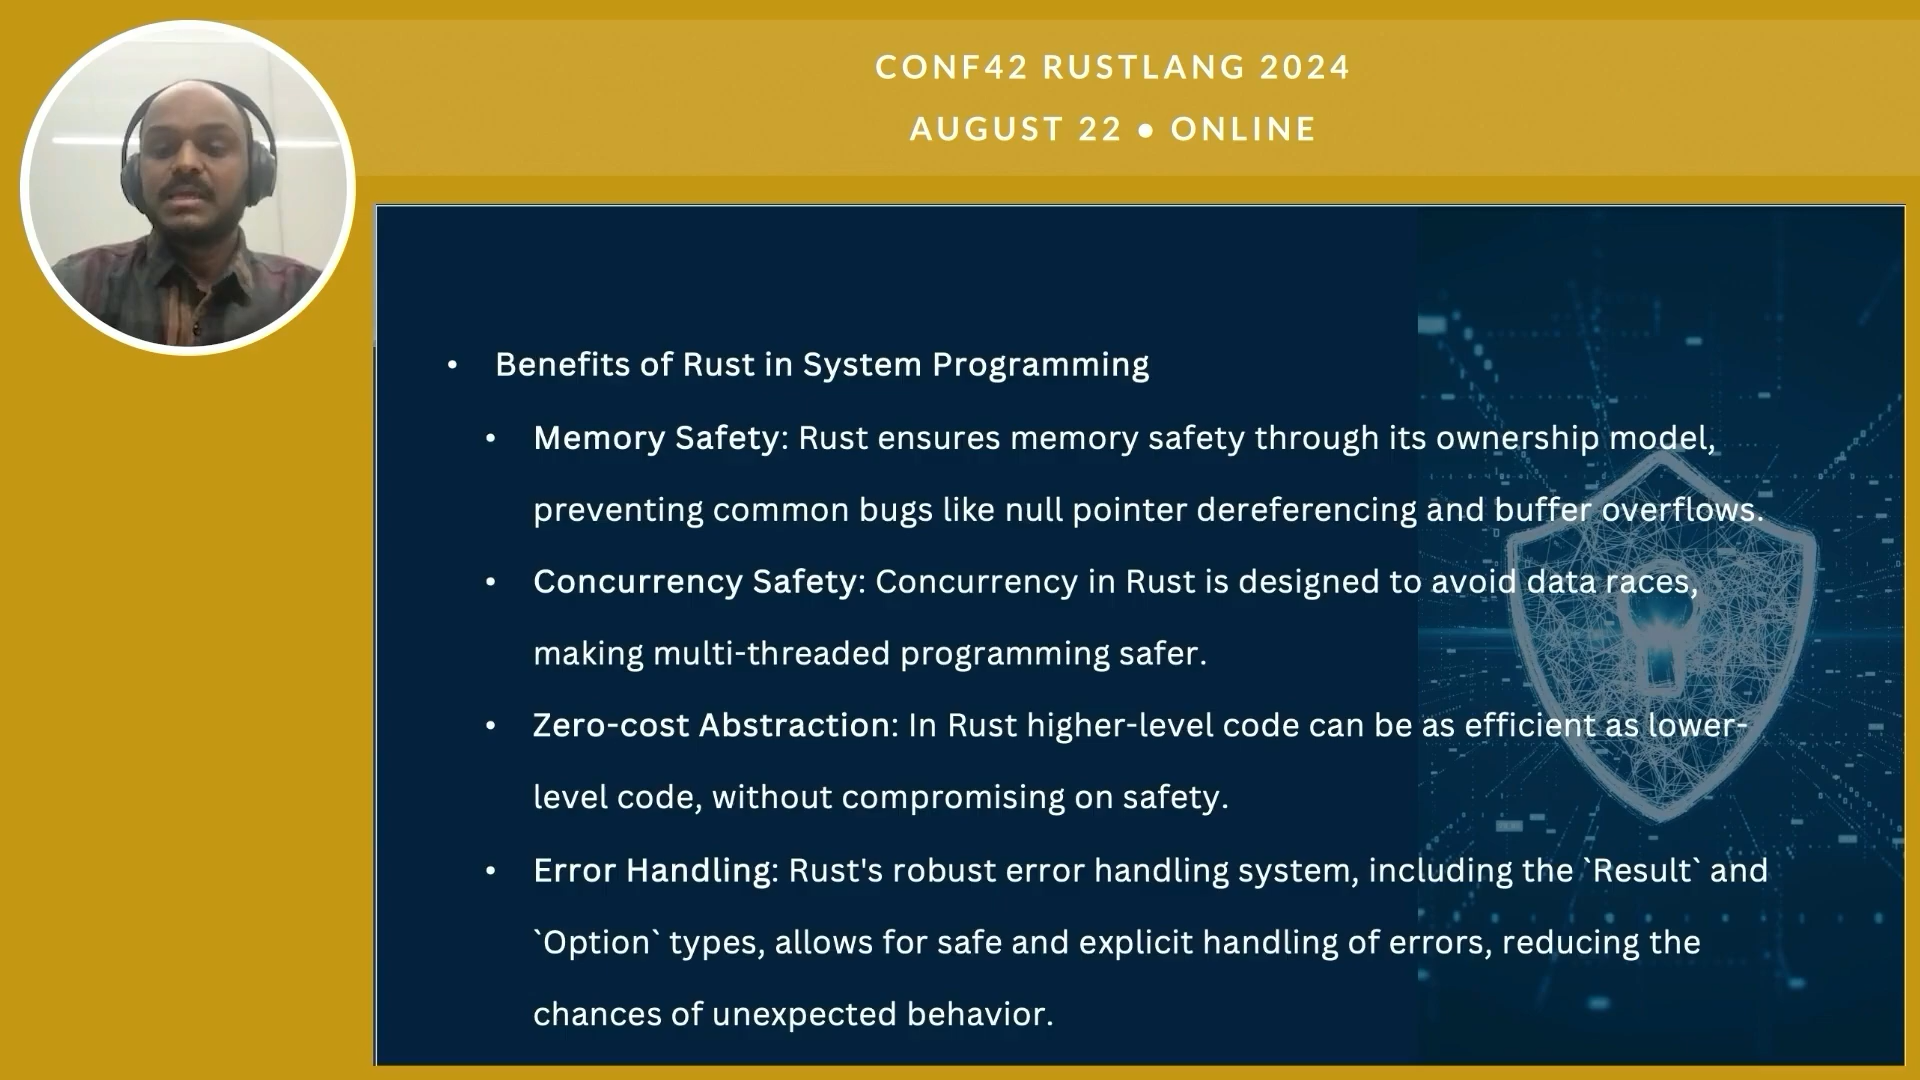 CONF42 RUSTLANG 2024
AUGUST 22 ● ONLINE
• Benefits of Rust in System Programming
• Memory Safety: Rust ensures memory safety through its ownership model,
preventing common bugs like null pointer dereferencing and buffer overflows.
• Concurrency Safety: Concurrency in Rust is designed to avoid data races,
making multi-threaded programming safer.
• Zero-cost Abstraction: In Rust higher-level code can be as efficient as lower-
level code, without compromising on safety.
• Error Handling: Rust's robust error handling system, including the `Result` and
`Option` types, allows for safe and explicit handling of errors, reducing the
chances of unexpected behavior.